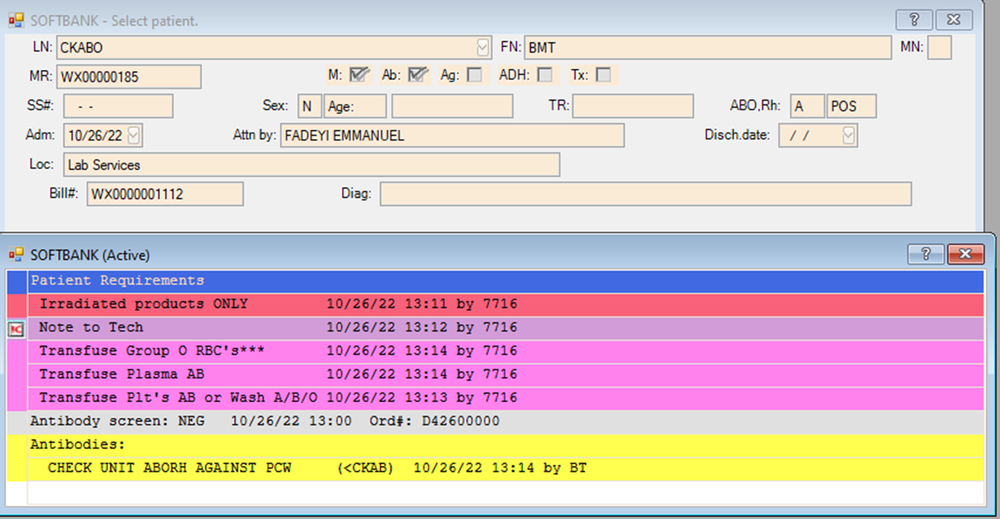 SOFTBANK - Select patient.
LN: CKABO FN: BMT MN:
MR: WX00000185 M: Ab: Ag: ADH: Tx:
SS#: - - Sex: N Age: TR: ABO,Rh: A POS
Adm: 10/26/22 Attn by: FADEYI EMMANUEL Disch.date: / /
Loc: Lab Services
Bill#: WX0000001112 Diag:
SOFTBANK (Active)
Patient Requirements
Irradiated products ONLY 10/26/22 13:11 by 7716
Note to Tech 10/26/22 13:12 by 7716
Transfuse Group O RBC's*** 10/26/22 13:14 by 7716
Transfuse Plasma AB 10/26/22 13:14 by 7716
Transfuse Plt's AB or Wash A/B/O 10/26/22 13:13 by 7716
Antibody screen: NEG 10/26/22 13:00 Ord#: D42600000
Antibodies:
CHECK UNIT ABORH AGAINST PCW (<CKAB) 10/26/22 13:14 by BT